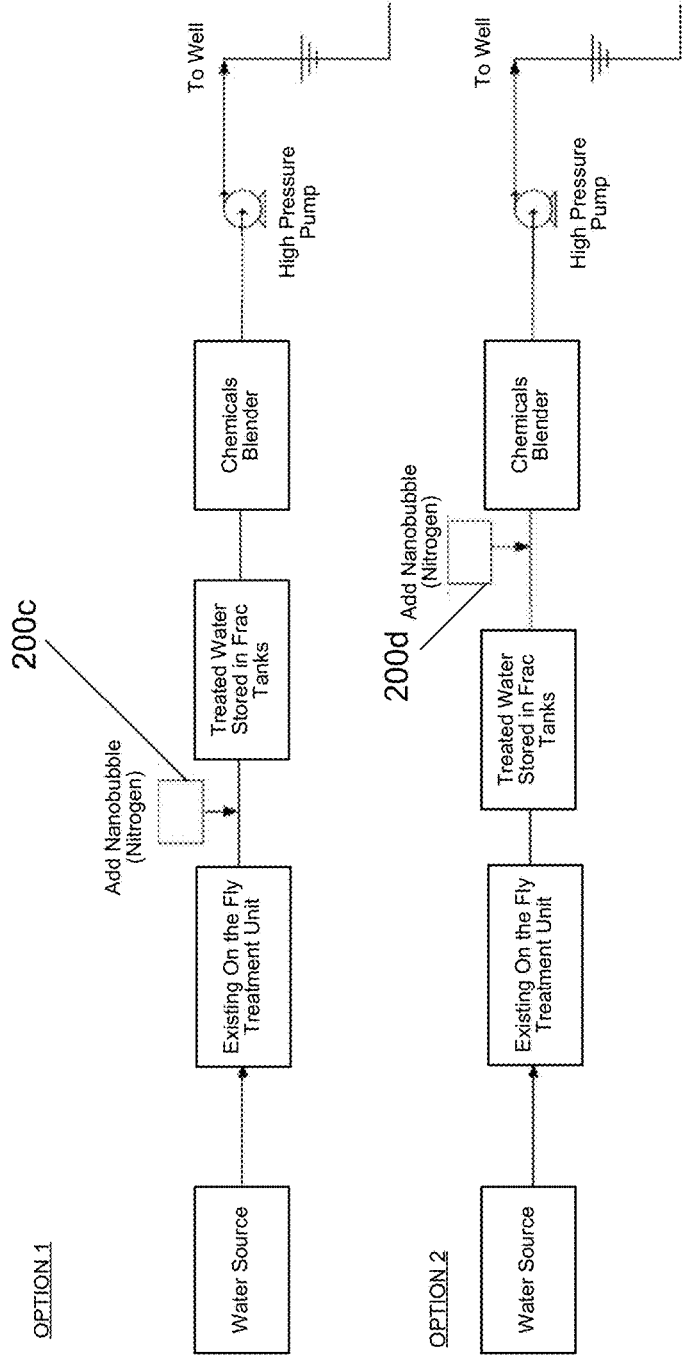 OPTION 1
Water Source
Existing On the Fly
Treatment Unit
Add Nanobubble
(Nitrogen)
200c
Treated Water
Stored in Frac
Tanks
Chemicals
Blender
High Pressure
Pump
To Well
OPTION 2
Water Source
Existing On the Fly
Treatment Unit
Treated Water
Stored in Frac
Tanks
200d
Add Nanobubble
(Nitrogen)
Chemicals
Blender
High Pressure
Pump
To Well